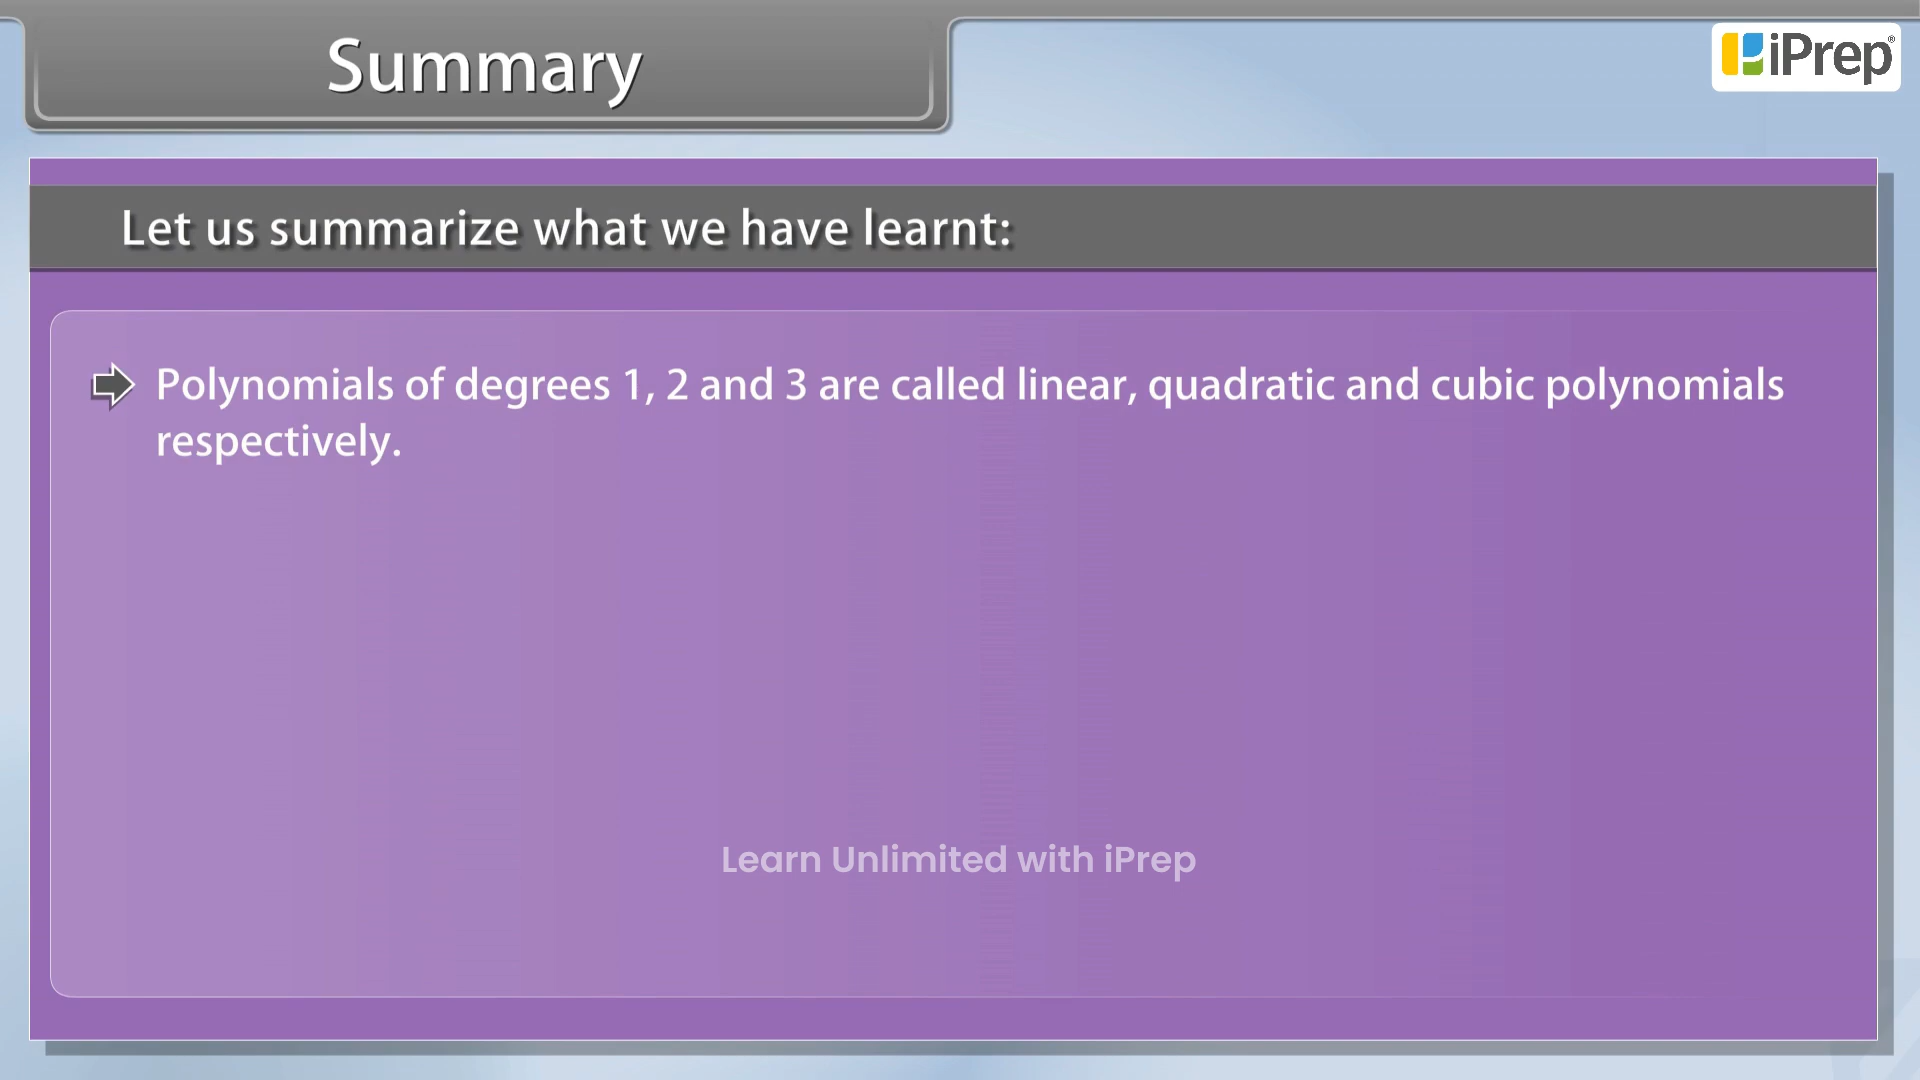 Summary
iPrep®
Let us summarize what we have learnt:
Polynomials of degrees 1, 2 and 3 are called linear, quadratic and cubic polynomials
respectively.
Learn Unlimited with iPrep